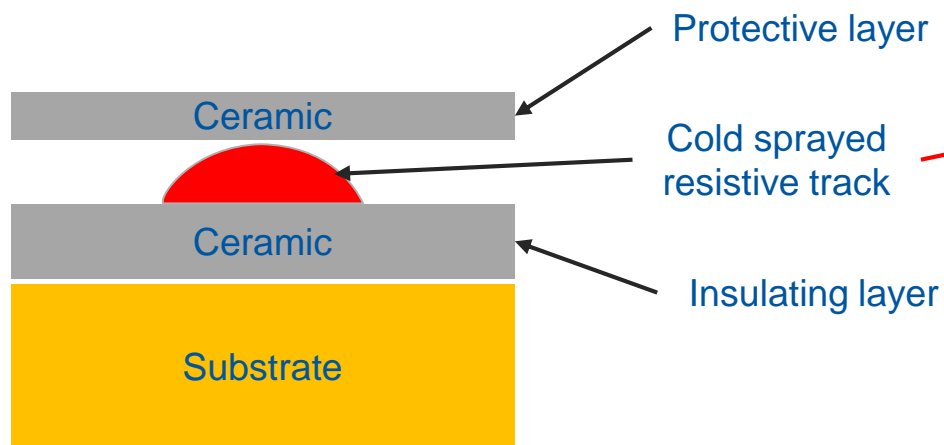 Protective layer
Ceramic
Cold sprayed
resistive track
Ceramic
Insulating layer
Substrate